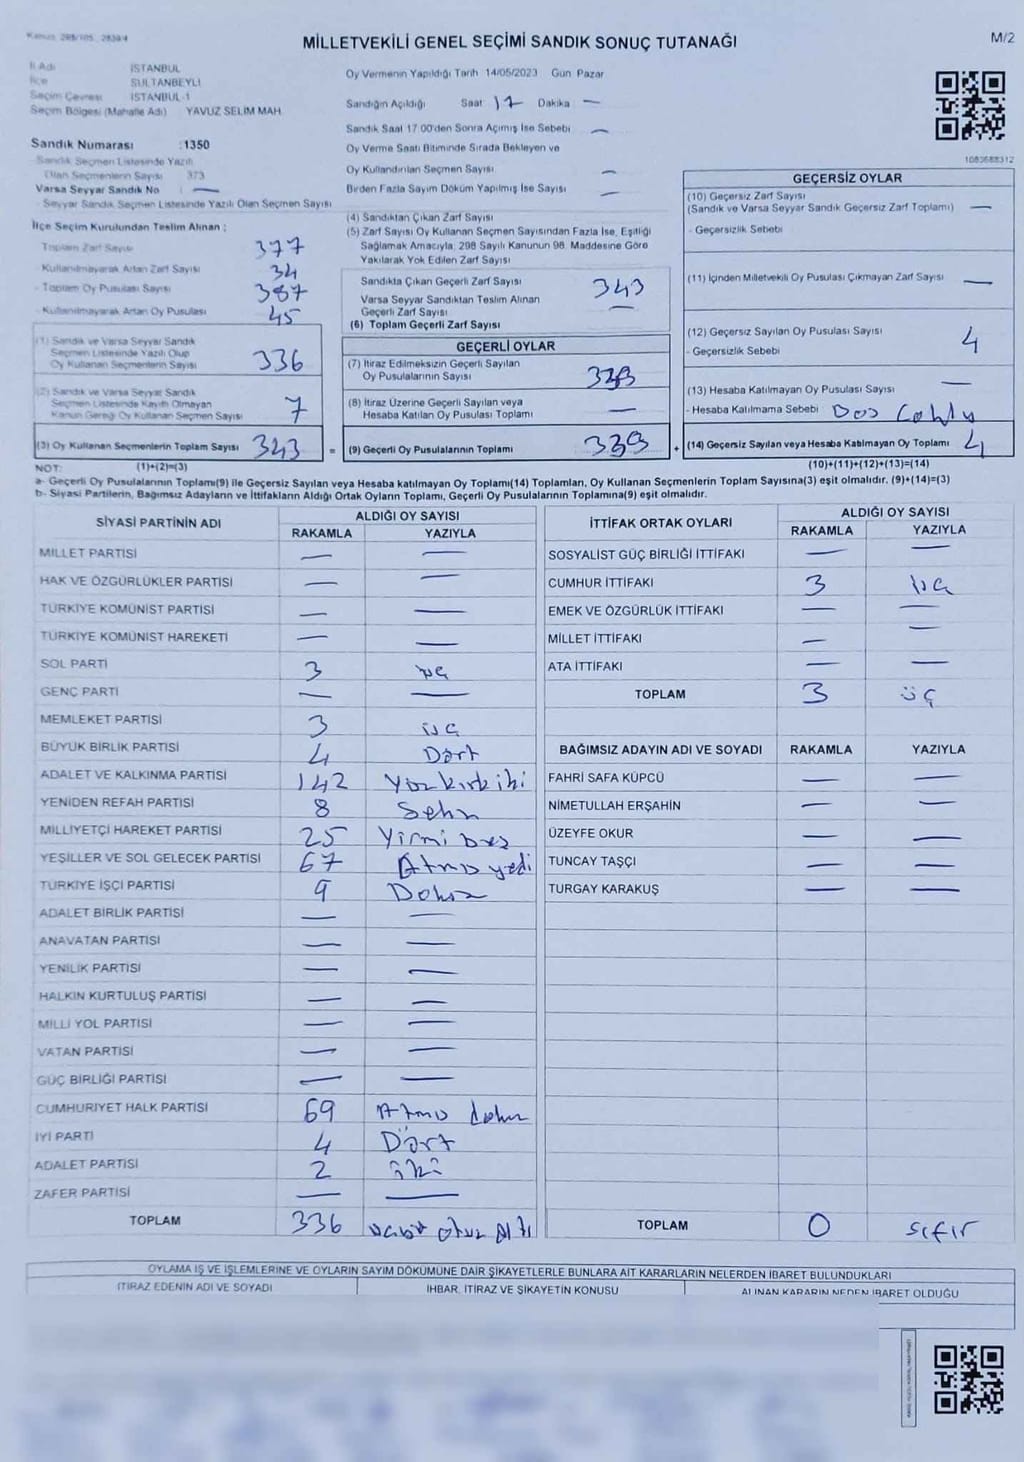 Kanun: 298/105, 2839/4
MİLLETVEKİLİ GENEL SEÇİMİ SANDIK SONUÇ TUTANAĞI
M/2
İl Adı İSTANBUL
İlçe SULTANBEYLİ
Seçim Çevresi İSTANBUL-1
Seçim Bölgesi (Mahalle Adı) YAVUZ SELİM MAH.
Sandık Numarası :1350
- Sandık Seçmen Listesinde Yazılı
Olan Seçmenlerin Sayısı 373
Varsa Seyyar Sandık No : —
- Seyyar Sandık Seçmen Listesinde Yazılı Olan Seçmen Sayısı
İlçe Seçim Kurulundan Teslim Alınan ;
- Toplam Zarf Sayısı 377
- Kullanılmayarak Artan Zarf Sayısı 34
- Toplam Oy Pusulası Sayısı 387
- Kullanılmayarak Artan Oy Pusulası 45
(1) Sandık ve Varsa Seyyar Sandık
Seçmen Listesinde Yazılı Olup
Oy Kullanan Seçmenlerin Sayısı 336
(2) Sandık ve Varsa Seyyar Sandık
Seçmen Listesinde Kayıtlı Olmayan
Kanun Gereği Oy Kullanan Seçmen Sayısı 7
(3) Oy Kullanan Seçmenlerin Toplam Sayısı 343 =
Oy Vermenin Yapıldığı Tarih 14/05/2023 Gün Pazar
Sandığın Açıldığı Saat 17 Dakika —
Sandık Saat 17:00'den Sonra Açılmış İse Sebebi —
Oy Verme Saati Bitiminde Sırada Bekleyen ve
Oy Kullandırılan Seçmen Sayısı —
Birden Fazla Sayım Döküm Yapılmış İse Sayısı —
(4) Sandıktan Çıkan Zarf Sayısı
(5) Zarf Sayısı Oy Kullanan Seçmen Sayısından Fazla İse, Eşitliği
Sağlamak Amacıyla, 298 Sayılı Kanunun 98. Maddesine Göre
Yakılarak Yok Edilen Zarf Sayısı
Sandıkta Çıkan Geçerli Zarf Sayısı 343
Varsa Seyyar Sandıktan Teslim Alınan
Geçerli Zarf Sayısı —
(6) Toplam Geçerli Zarf Sayısı
GEÇERLİ OYLAR
(7) İtiraz Edilmeksizin Geçerli Sayılan
Oy Pusulalarının Sayısı 339
(8) İtiraz Üzerine Geçerli Sayılan veya
Hesaba Katılan Oy Pusulası Toplamı —
(9) Geçerli Oy Pusulalarının Toplamı 339 +
1083688312
GEÇERSİZ OYLAR
(10) Geçersiz Zarf Sayısı
(Sandık ve Varsa Seyyar Sandık Geçersiz Zarf Toplamı) —
- Geçersizlik Sebebi
(11) İçinden Milletvekili Oy Pusulası Çıkmayan Zarf Sayısı —
(12) Geçersiz Sayılan Oy Pusulası Sayısı 4
- Geçersizlik Sebebi
(13) Hesaba Katılmayan Oy Pusulası Sayısı —
- Hesaba Katılmama Sebebi
(14) Geçersiz Sayılan veya Hesaba Katılmayan Oy Toplamı 4
NOT: (1)+(2)=(3) (10)+(11)+(12)+(13)=(14)
a- Geçerli Oy Pusulalarının Toplamı(9) ile Geçersiz Sayılan veya Hesaba katılmayan Oy Toplamı(14) Toplamları, Oy Kullanan Seçmenlerin Toplam Sayısına(3) eşit olmalıdır. (9)+(14)=(3)
b- Siyasi Partilerin, Bağımsız Adayların ve İttifakların Aldığı Ortak Oyların Toplamı, Geçerli Oy Pusulalarının Toplamına(9) eşit olmalıdır.
SİYASİ PARTİNİN ADI ALDIĞI OY SAYISI
RAKAMLA YAZIYLA
MİLLET PARTİSİ — —
HAK VE ÖZGÜRLÜKLER PARTİSİ — —
TÜRKİYE KOMÜNİST PARTİSİ — —
TÜRKİYE KOMÜNİST HAREKETİ — —
SOL PARTİ 3 üç
GENÇ PARTİ — —
MEMLEKET PARTİSİ 3 üç
BÜYÜK BİRLİK PARTİSİ 4 Dört
ADALET VE KALKINMA PARTİSİ 142 Yüzkırkiki
YENİDEN REFAH PARTİSİ 8 Sekiz
MİLLİYETÇİ HAREKET PARTİSİ 25 Yirmi beş
YEŞİLLER VE SOL GELECEK PARTİSİ 67 Atmış yedi
TÜRKİYE İŞÇİ PARTİSİ 9 Dokuz
ADALET BİRLİK PARTİSİ — —
ANAVATAN PARTİSİ — —
YENİLİK PARTİSİ — —
HALKIN KURTULUŞ PARTİSİ — —
MİLLİ YOL PARTİSİ — —
VATAN PARTİSİ — —
GÜÇ BİRLİĞİ PARTİSİ — —
CUMHURİYET HALK PARTİSİ 69 Atmış dokuz
İYİ PARTİ 4 Dört
ADALET PARTİSİ 2 iki
ZAFER PARTİSİ — —
TOPLAM 336 üçyüz otuz altı
İTTİFAK ORTAK OYLARI ALDIĞI OY SAYISI
RAKAMLA YAZIYLA
SOSYALİST GÜÇ BİRLİĞİ İTTİFAKI — —
CUMHUR İTTİFAKI 3 üç
EMEK VE ÖZGÜRLÜK İTTİFAKI — —
MİLLET İTTİFAKI — —
ATA İTTİFAKI — —
TOPLAM 3 üç
BAĞIMSIZ ADAYIN ADI VE SOYADI RAKAMLA YAZIYLA
FAHRİ SAFA KÜPCÜ — —
NİMETULLAH ERŞAHİN — —
ÜZEYFE OKUR — —
TUNCAY TAŞÇI — —
TURGAY KARAKUŞ — —
TOPLAM 0 sıfır
OYLAMA İŞ VE İŞLEMLERİNE VE OYLARIN SAYIM DÖKÜMÜNE DAİR ŞİKAYETLERLE BUNLARA AİT KARARLARIN NELERDEN İBARET BULUNDUKLARI
İTİRAZ EDENİN ADI VE SOYADI İHBAR, İTİRAZ VE ŞİKAYETİN KONUSU ALINAN KARARIN NEDEN İBARET OLDUĞU